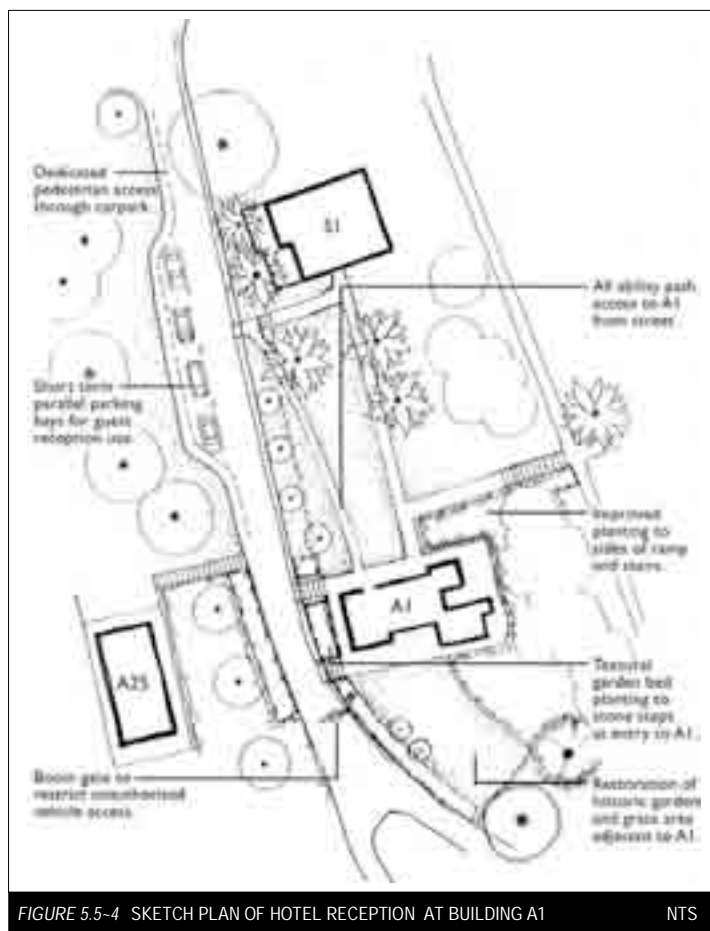 Dedicated
pedestrian access
through carpark.
S1
All ability path
access to A1
from street.
Short term
parallel parking
bays for guest
reception use.
Improved
planting to
sides of ramp
and stairs.
A1
A25
Textural
garden bed
planting to
stone steps
at entry to A1.
Boom gate to
restrict unauthorised
vehicle access.
Restoration of
historic gardens
and grass area
adjacent to A1.
FIGURE 5.5~4 SKETCH PLAN OF HOTEL RECEPTION AT BUILDING A1 NTS